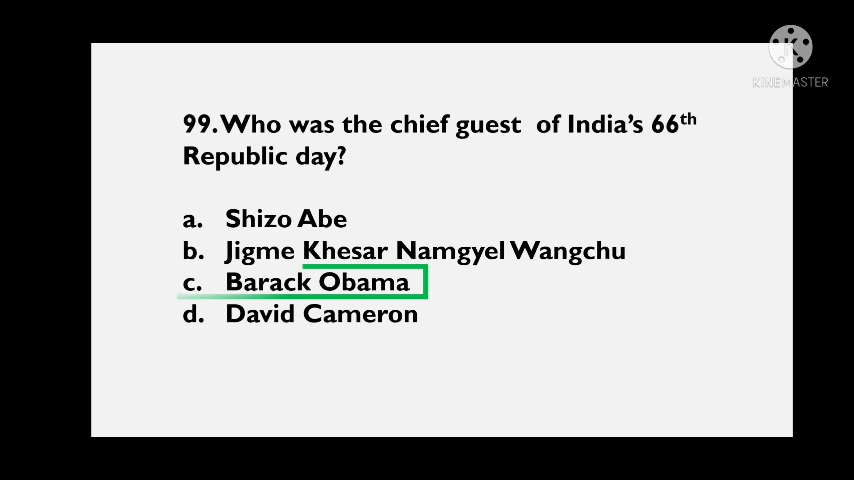 KINEMASTER
99. Who was the chief guest of India's 66th
Republic day?
a. Shizo Abe
b. Jigme Khesar Namgyel Wangchu
c. Barack Obama
d. David Cameron